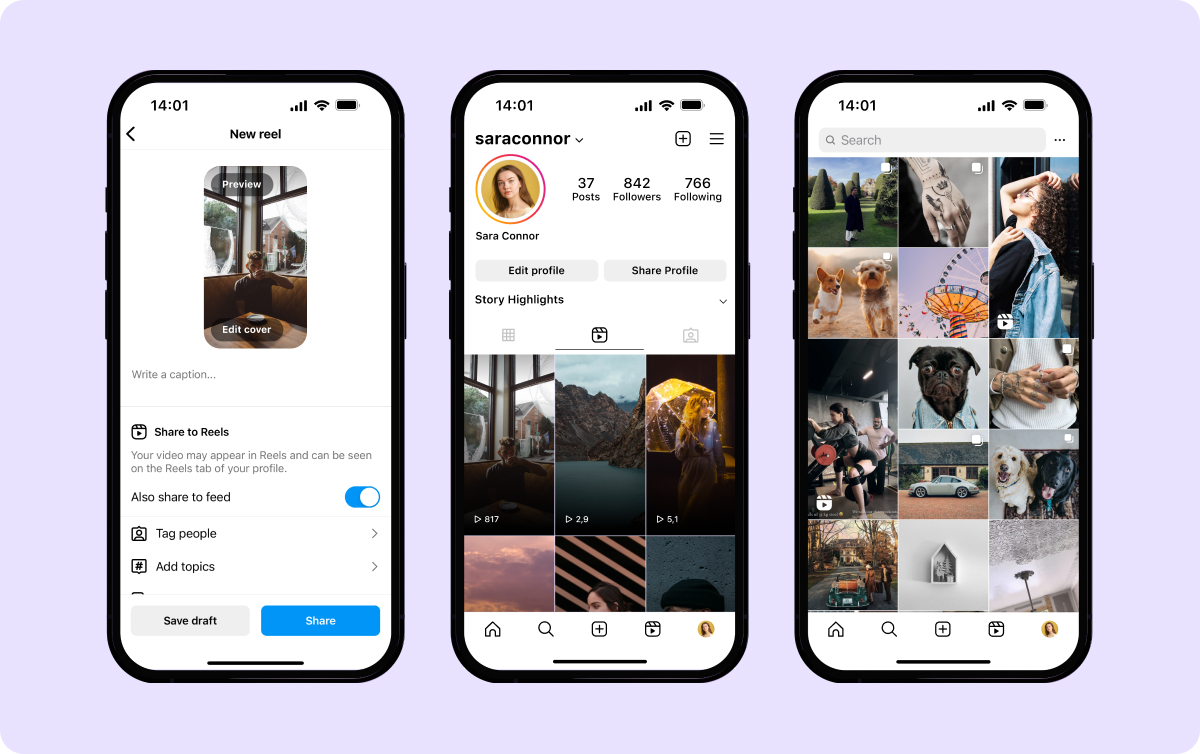 14:01
New reel
Preview
Edit cover
Write a caption...
Share to Reels
Your video may appear in Reels and can be seen
on the Reels tab of your profile.
Also share to feed
Tag people
# Add topics
Save draft
Share
14:01
saraconnor
37 842 766
Posts Followers Following
Sara Connor
Edit profile
Share Profile
Story Highlights
817
2,9
5,1
14:01
Search